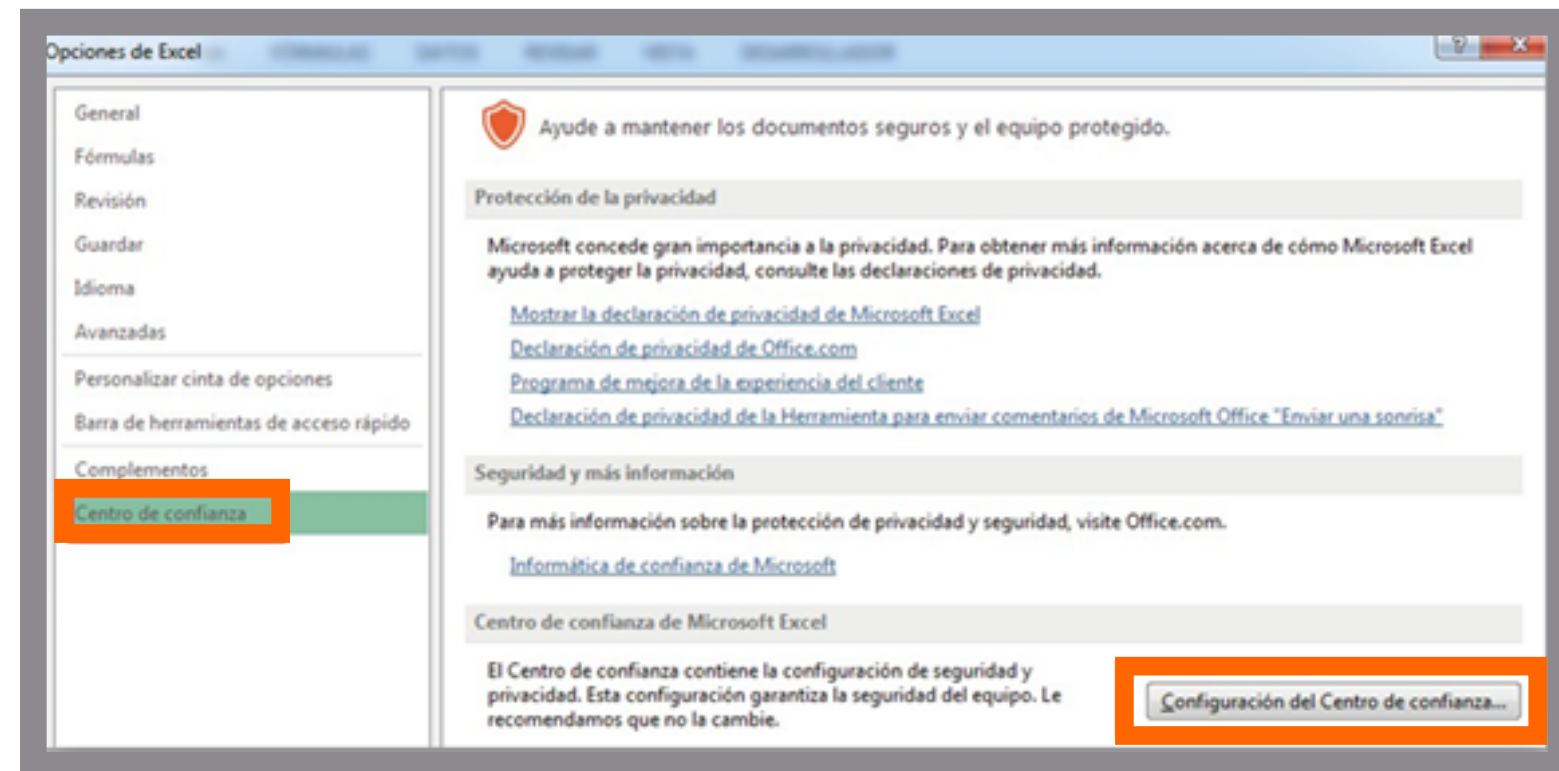 Opciones de Excel
General
Fórmulas
Revisión
Guardar
Idioma
Avanzadas
Personalizar cinta de opciones
Barra de herramientas de acceso rápido
Complementos
Centro de confianza
Ayude a mantener los documentos seguros y el equipo protegido.
Protección de la privacidad
Microsoft concede gran importancia a la privacidad. Para obtener más información acerca de cómo Microsoft Excel
ayuda a proteger la privacidad, consulte las declaraciones de privacidad.
Mostrar la declaración de privacidad de Microsoft Excel
Declaración de privacidad de Office.com
Programa de mejora de la experiencia del cliente
Declaración de privacidad de la Herramienta para enviar comentarios de Microsoft Office "Enviar una sonrisa"
Seguridad y más información
Para más información sobre la protección de privacidad y seguridad, visite Office.com.
Informática de confianza de Microsoft
Centro de confianza de Microsoft Excel
El Centro de confianza contiene la configuración de seguridad y
privacidad. Esta configuración garantiza la seguridad del equipo. Le
recomendamos que no la cambie.
Configuración del Centro de confianza...